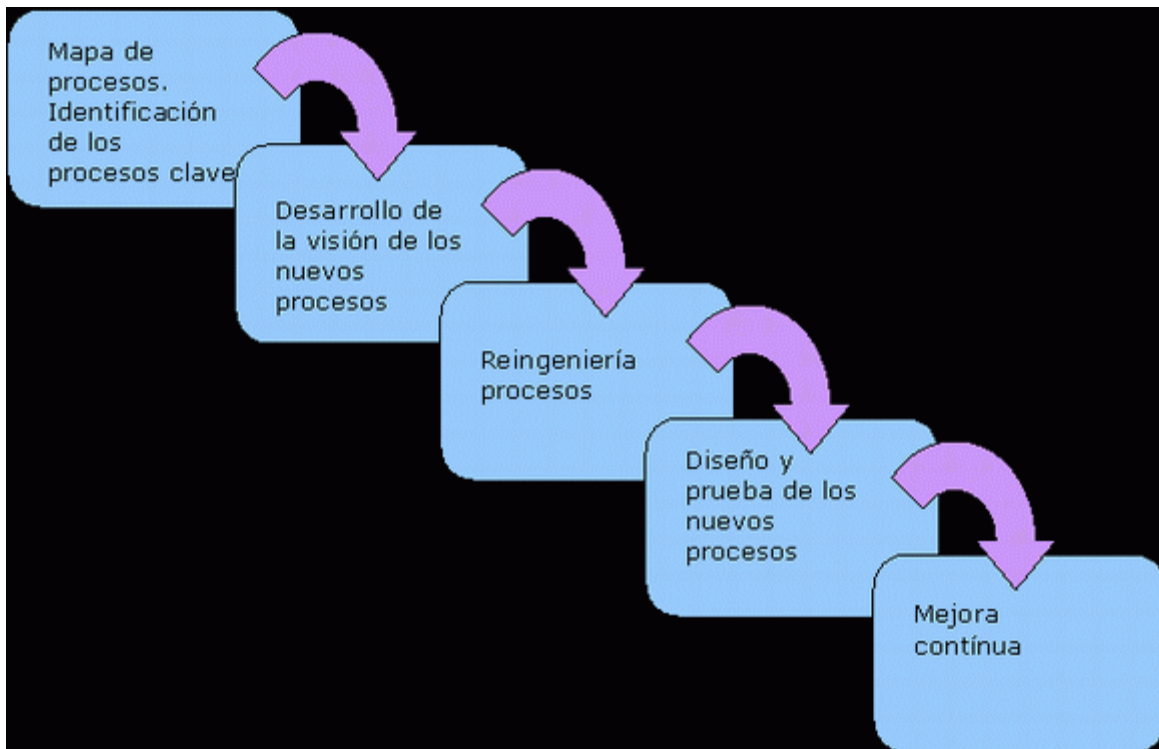 Mapa de
procesos.
Identificación
de los
procesos clave
Desarrollo de
la visión de los
nuevos
procesos
Reingeniería
procesos
Diseño y
prueba de los
nuevos
procesos
Mejora
contínua